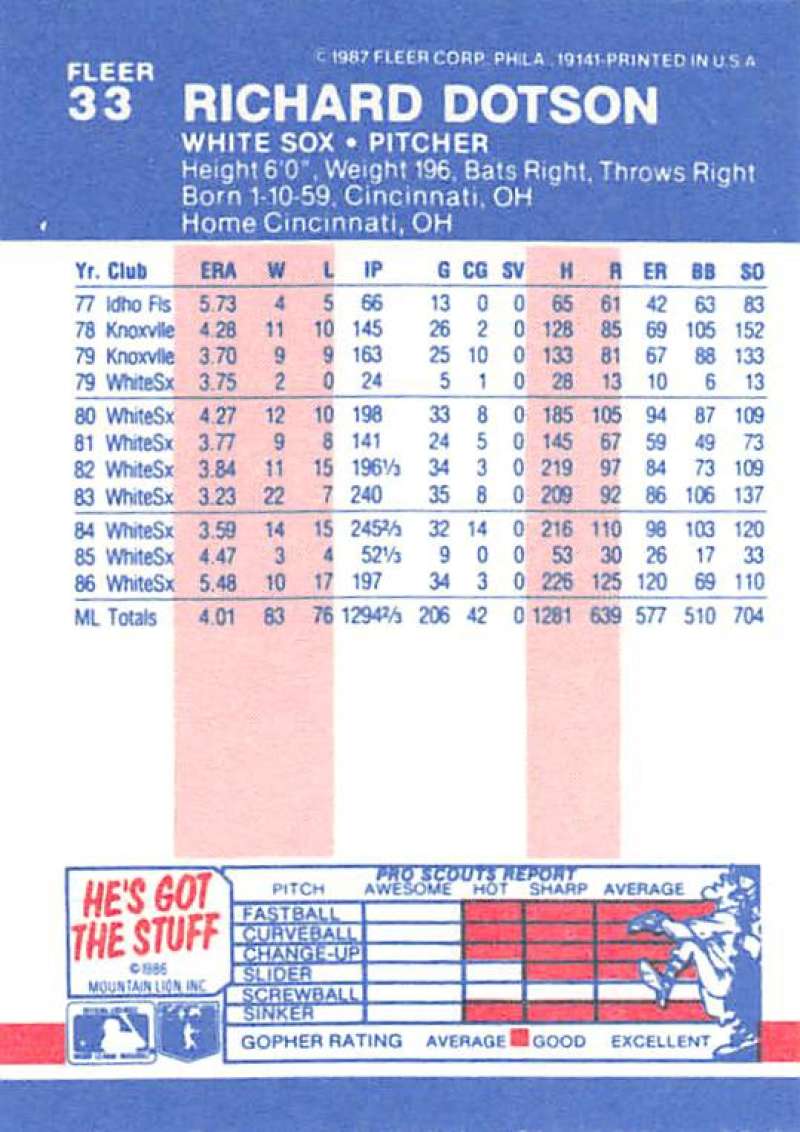 © 1987 FLEER CORP. PHILA., 19141-PRINTED IN U.S.A
FLEER
33 RICHARD DOTSON
WHITE SOX • PITCHER
Height 6'0", Weight 196, Bats Right, Throws Right
Born 1-10-59, Cincinnati, OH
Home Cincinnati, OH
Yr. Club ERA W L IP G CG SV H R ER BB SO
77 Idho Fls 5.73 4 5 66 13 0 0 65 61 42 63 83
78 Knoxvlle 4.28 11 10 145 26 2 0 128 85 69 105 152
79 Knoxvlle 3.70 9 9 163 25 10 0 133 81 67 88 133
79 WhiteSx 3.75 2 0 24 5 1 0 28 13 10 6 13
80 WhiteSx 4.27 12 10 198 33 8 0 185 105 94 87 109
81 WhiteSx 3.77 9 8 141 24 5 0 145 67 59 49 73
82 WhiteSx 3.84 11 15 196⅓ 34 3 0 219 97 84 73 109
83 WhiteSx 3.23 22 7 240 35 8 0 209 92 86 106 137
84 WhiteSx 3.59 14 15 245⅔ 32 14 0 216 110 98 103 120
85 WhiteSx 4.47 3 4 52⅓ 9 0 0 53 30 26 17 33
86 WhiteSx 5.48 10 17 197 34 3 0 226 125 120 69 110
ML Totals 4.01 83 76 1294⅔ 206 42 0 1281 639 577 510 704
HE'S GOT
THE STUFF
©1986
MOUNTAIN LION INC.
PRO SCOUTS REPORT
PITCH AWESOME HOT SHARP AVERAGE
FASTBALL
CURVEBALL
CHANGE-UP
SLIDER
SCREWBALL
SINKER
GOPHER RATING AVERAGE GOOD EXCELLENT